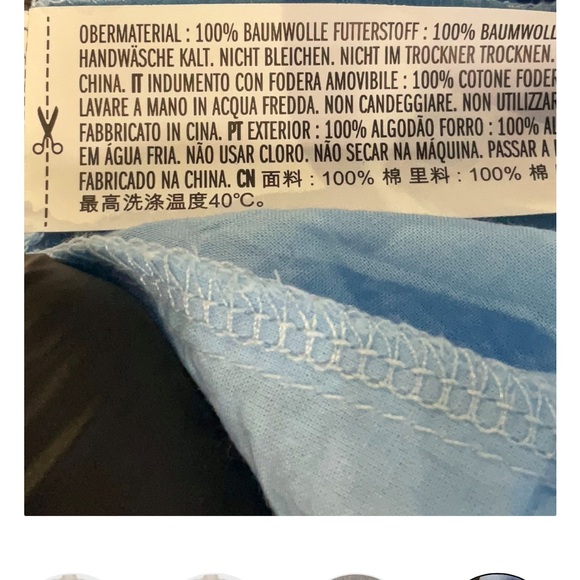 OBERMATERIAL : 100% BAUMWOLLE FUTTERSTOFF : 100% BAUMWOLL
HANDWÄSCHE KALT. NICHT BLEICHEN. NICHT IM TROCKNER TROCKNEN.
CHINA. IT INDUMENTO CON FODERA AMOVIBILE : 100% COTONE FODER
LAVARE A MANO IN ACQUA FREDDA. NON CANDEGGIARE. NON UTILIZZAR
FABBRICATO IN CINA. PT EXTERIOR : 100% ALGODÃO FORRO : 100% AL
EM ÁGUA FRIA. NÃO USAR CLORO. NÃO SECAR NA MÁQUINA. PASSAR A
FABRICADO NA CHINA. CN 面料 : 100% 棉 里料 : 100% 棉
最高洗涤温度40℃。